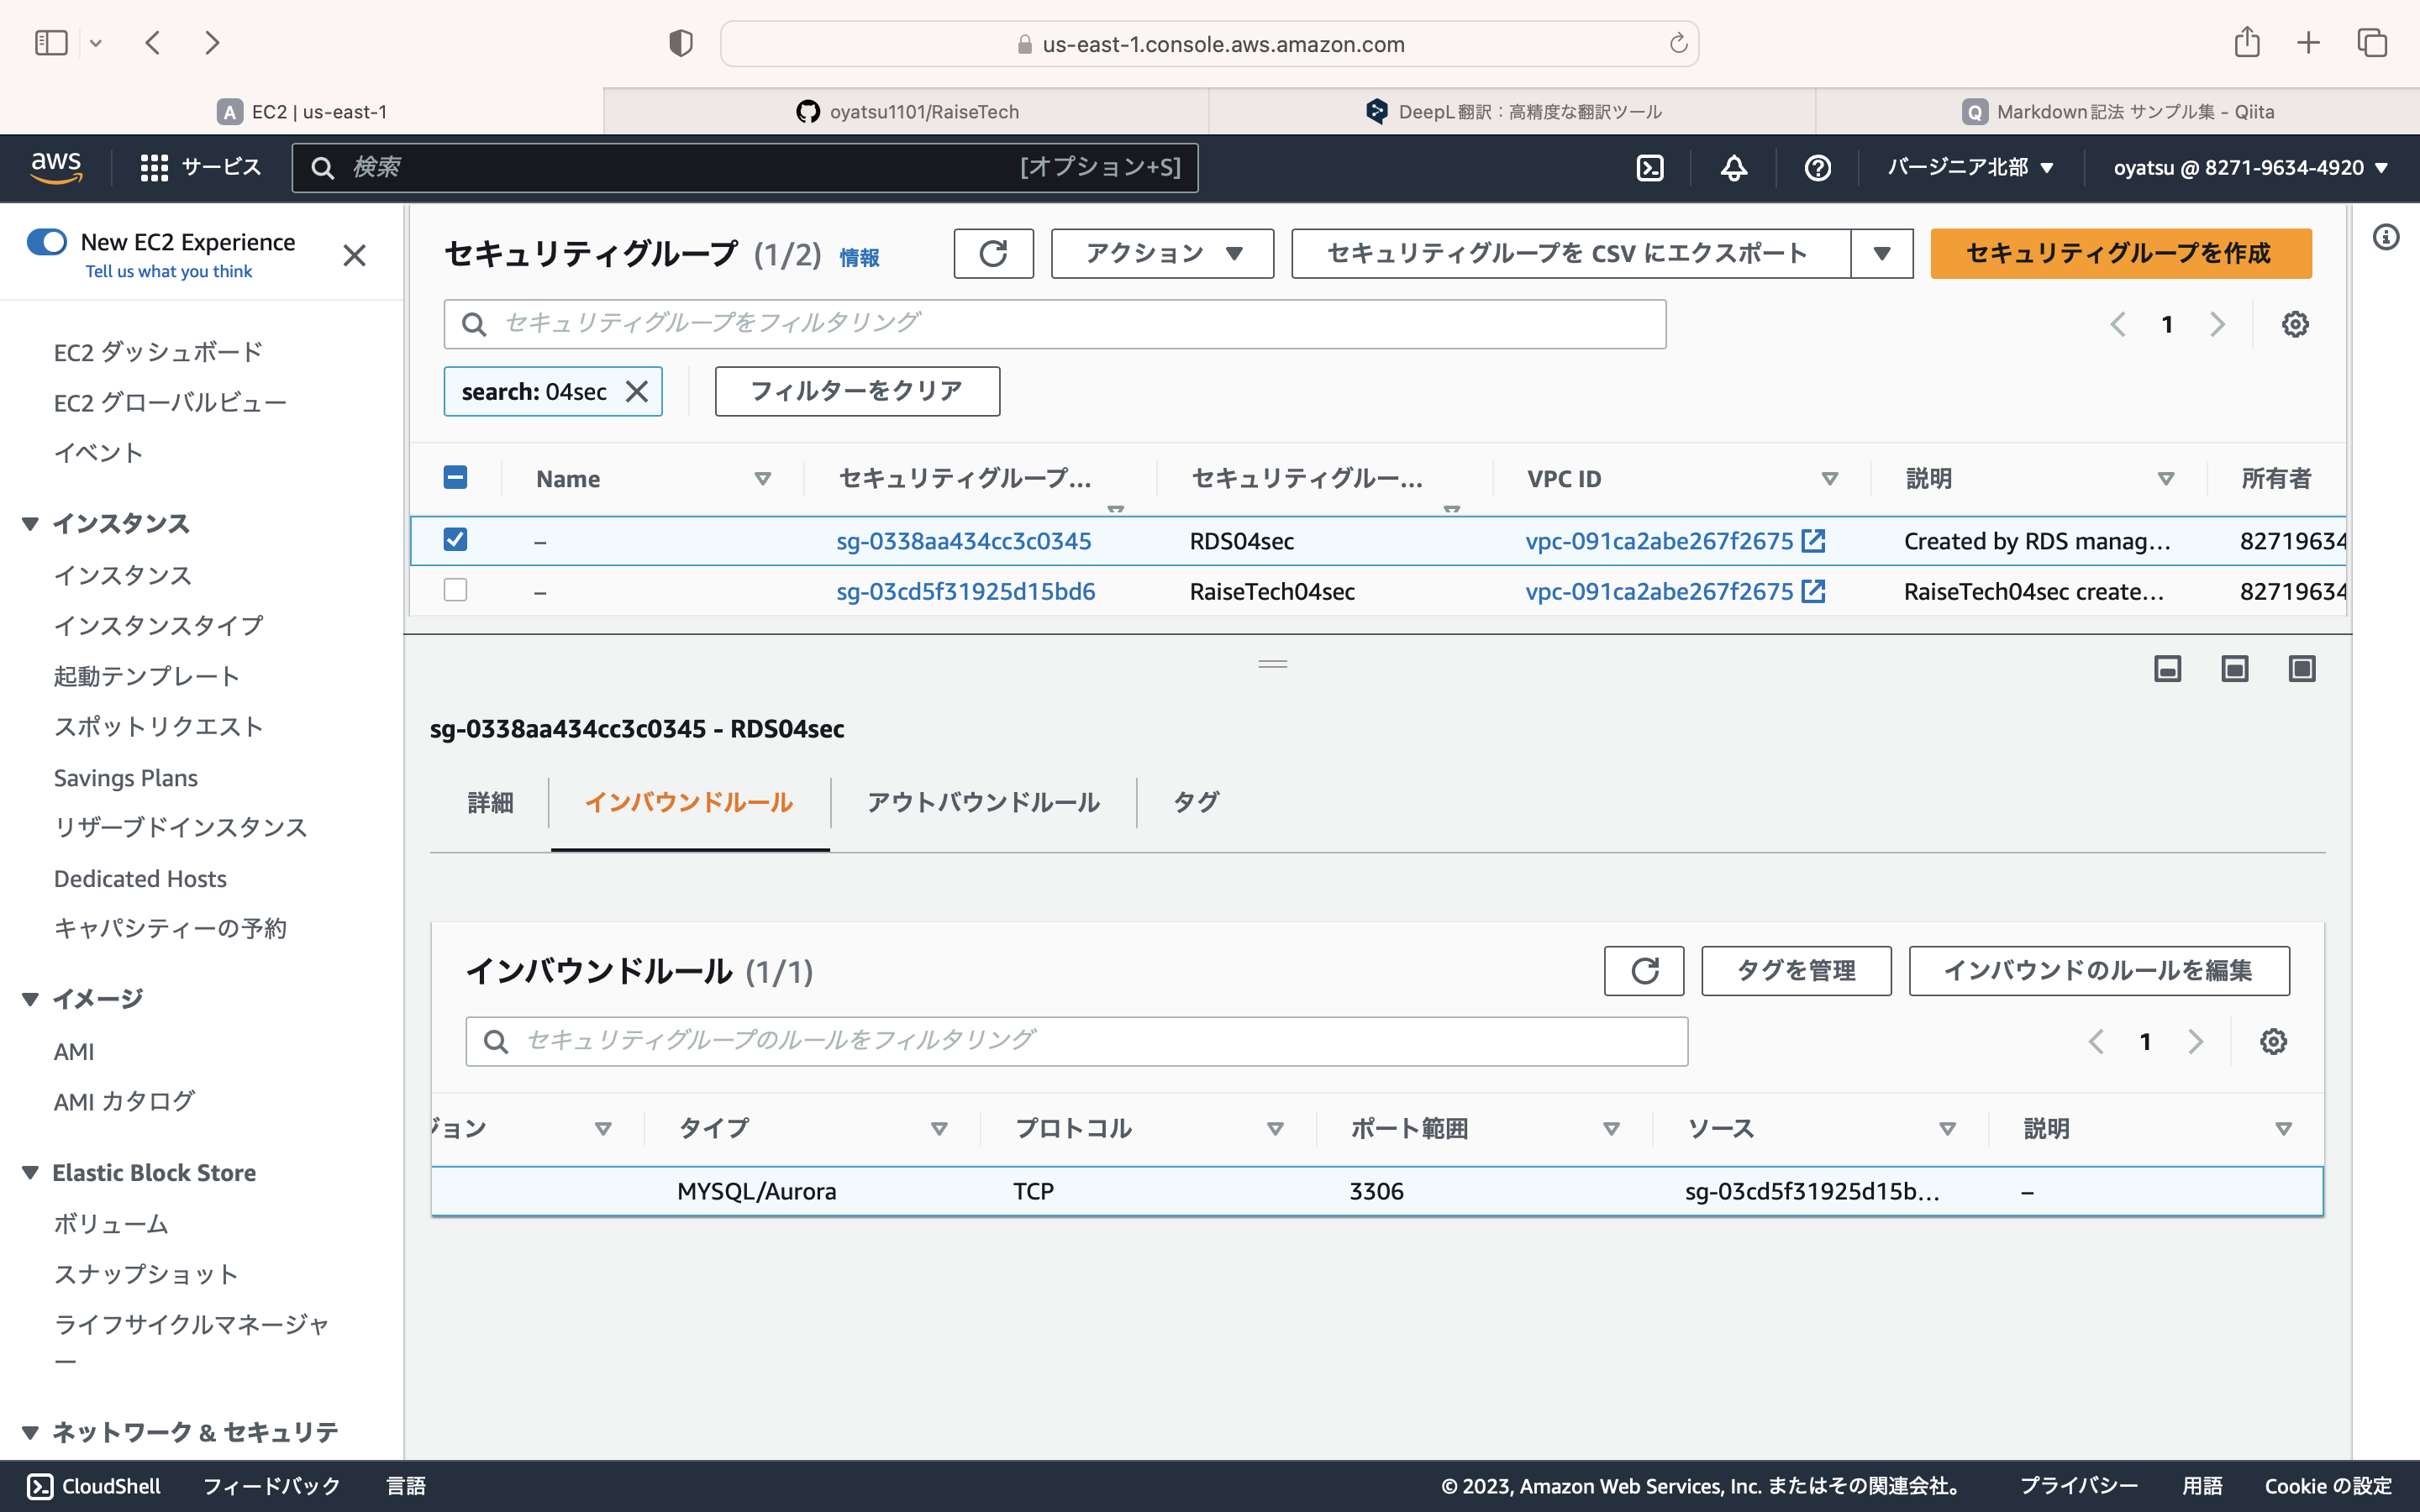 us-east-1.console.aws.amazon.com
A EC2 | us-east-1
oyatsu1101/RaiseTech
DeepL翻訳：高精度な翻訳ツール
Q Markdown記法 サンプル集 - Qiita
aws
サービス
検索
[オプション+S]
バージニア北部 ▼
oyatsu @ 8271-9634-4920 ▼
New EC2 Experience
Tell us what you think
EC2 ダッシュボード
EC2 グローバルビュー
イベント
インスタンス
インスタンス
インスタンスタイプ
起動テンプレート
スポットリクエスト
Savings Plans
リザーブドインスタンス
Dedicated Hosts
キャパシティーの予約
イメージ
AMI
AMI カタログ
Elastic Block Store
ボリューム
スナップショット
ライフサイクルマネージャ
ー
ネットワーク & セキュリテ
セキュリティグループ (1/2) 情報
アクション ▼
セキュリティグループを CSV にエクスポート
セキュリティグループを作成
セキュリティグループをフィルタリング
1
search: 04sec
フィルターをクリア
Name セキュリティグループ... セキュリティグルー... VPC ID 説明 所有者
– sg-0338aa434cc3c0345 RDS04sec vpc-091ca2abe267f2675 Created by RDS manag... 82719634
– sg-03cd5f31925d15bd6 RaiseTech04sec vpc-091ca2abe267f2675 RaiseTech04sec create... 82719634
sg-0338aa434cc3c0345 - RDS04sec
詳細
インバウンドルール
アウトバウンドルール
タグ
インバウンドルール (1/1)
タグを管理
インバウンドのルールを編集
セキュリティグループのルールをフィルタリング
1
ジョン タイプ プロトコル ポート範囲 ソース 説明
MYSQL/Aurora TCP 3306 sg-03cd5f31925d15b... –
CloudShell
フィードバック
言語
© 2023, Amazon Web Services, Inc. またはその関連会社。
プライバシー
用語
Cookie の設定